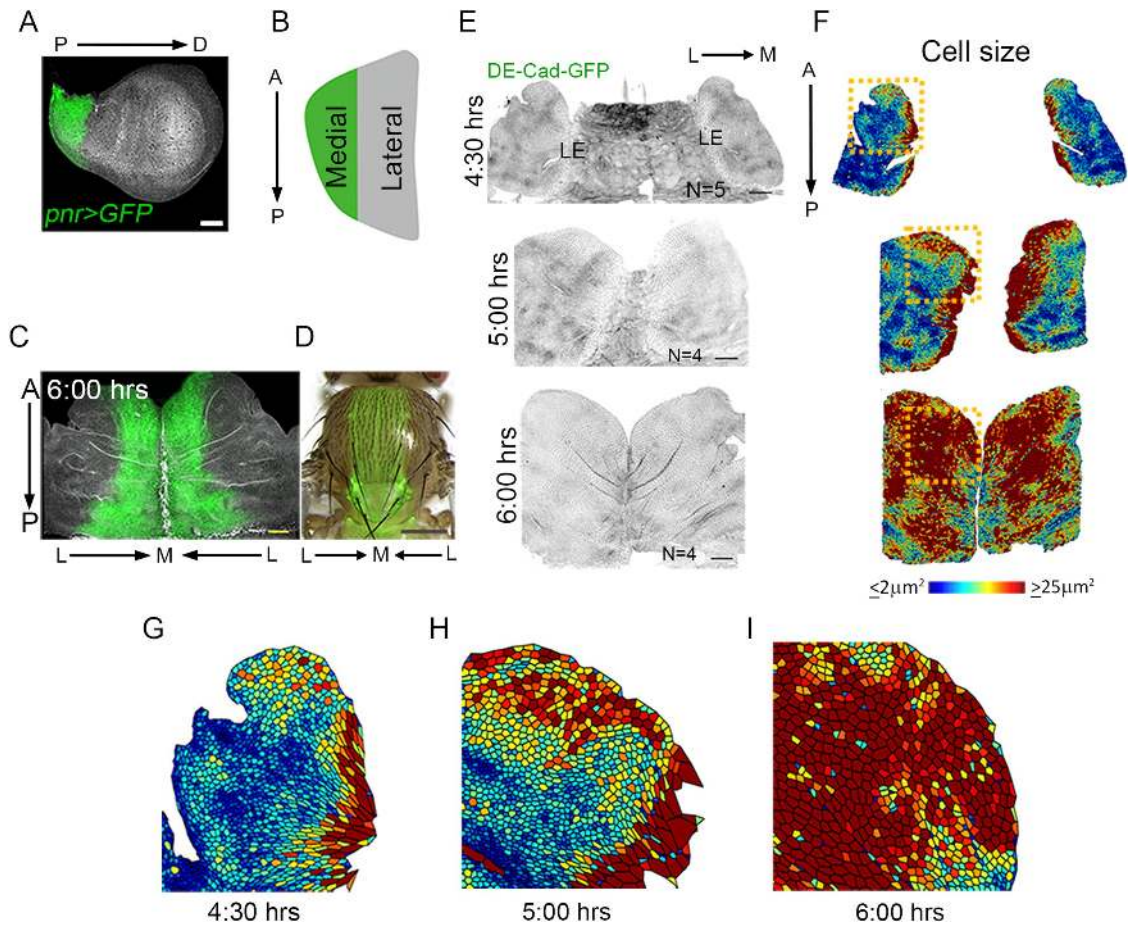 A
P D
pnr>GFP
B
A
P
Medial
Lateral
C
A
P
6:00 hrs
L M L
D
L M L
E
L M
DE-Cad-GFP
4:30 hrs
LE
LE
N=5
5:00 hrs
N=4
6:00 hrs
N=4
F
Cell size
A
P
≤2μm² ≥25μm²
G
4:30 hrs
H
5:00 hrs
I
6:00 hrs